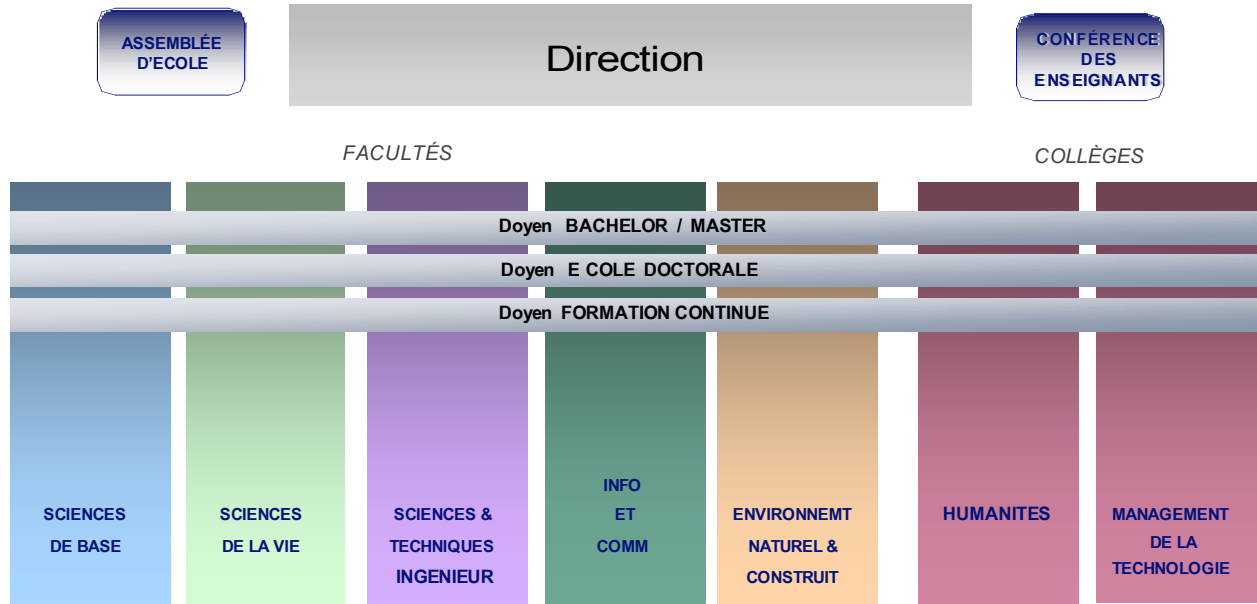 ASSEMBLÉE
D'ECOLE
Direction
CONFÉRENCE
DES
ENSEIGNANTS
FACULTÉS
COLLÈGES
Doyen BACHELOR / MASTER
Doyen E COLE DOCTORALE
Doyen FORMATION CONTINUE
SCIENCES
DE BASE
SCIENCES
DE LA VIE
SCIENCES &
TECHNIQUES
INGENIEUR
INFO
ET
COMM
ENVIRONNEMT
NATUREL &
CONSTRUIT
HUMANITES
MANAGEMENT
DE LA
TECHNOLOGIE